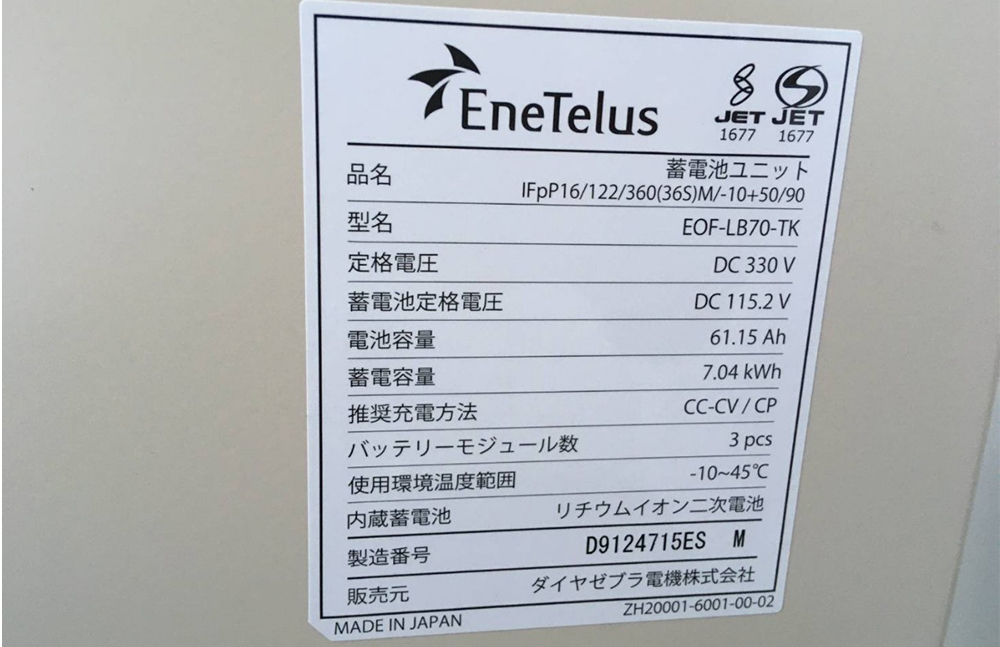 EneTelus
JET JET
1677 1677
品名 蓄電池ユニット
IFpP16/122/360(36S)M/-10+50/90
型名 EOF-LB70-TK
定格電圧 DC 330 V
蓄電池定格電圧 DC 115.2 V
電池容量 61.15 Ah
蓄電容量 7.04 kWh
推奨充電方法 CC-CV / CP
バッテリーモジュール数 3 pcs
使用環境温度範囲 -10~45℃
内蔵蓄電池 リチウムイオン二次電池
製造番号 D9124715ES M
販売元 ダイヤゼブラ電機株式会社
MADE IN JAPAN ZH20001-6001-00-02